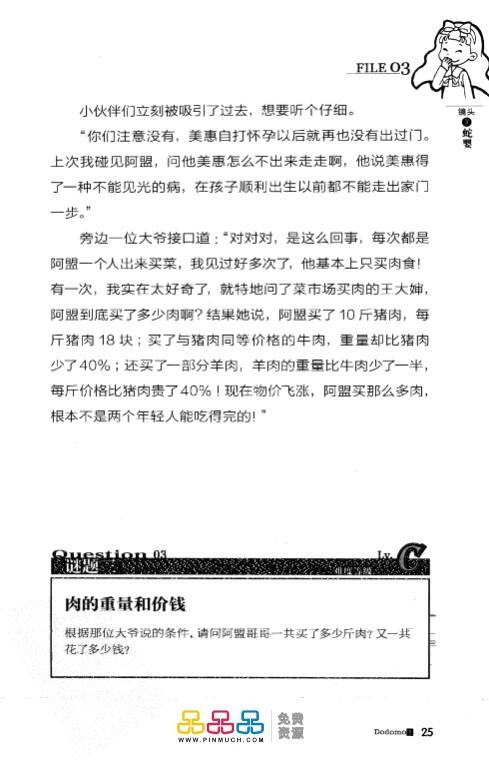 FILE 03
镜头
1
蛇婴
小伙伴们立刻被吸引了过去，想要听个仔细。
“你们注意没有，美惠自打怀孕以后就再也没有出过门。
上次我碰见阿盟，问他美惠怎么不出来走走啊，他说美惠得
了一种不能见光的病，在孩子顺利出生以前都不能走出家门
一步。”
旁边一位大爷接口道：“对对对，是这么回事，每次都是
阿盟一个人出来买菜，我见过好多次了，他基本上只买肉食！
有一次，我实在太好奇了，就特地问了菜市场买肉的王大婶，
阿盟到底买了多少肉啊？结果她说，阿盟买了10斤猪肉，每
斤猪肉18块；买了与猪肉同等价格的牛肉，重量却比猪肉
少了40%；还买了一部分羊肉，羊肉的重量比牛肉少了一半，
每斤价格比猪肉贵了40%！现在物价飞涨，阿盟买那么多肉，
根本不是两个年轻人能吃得完的！”
Question 03
谜题
Lv. C
难度等级
肉的重量和价钱
根据那位大爷说的条件，请问阿盟哥哥一共买了多少斤肉？又一共
花了多少钱？
品品品
免费
资源
WWW.PINMUCH.COM
Dodomo 1 25